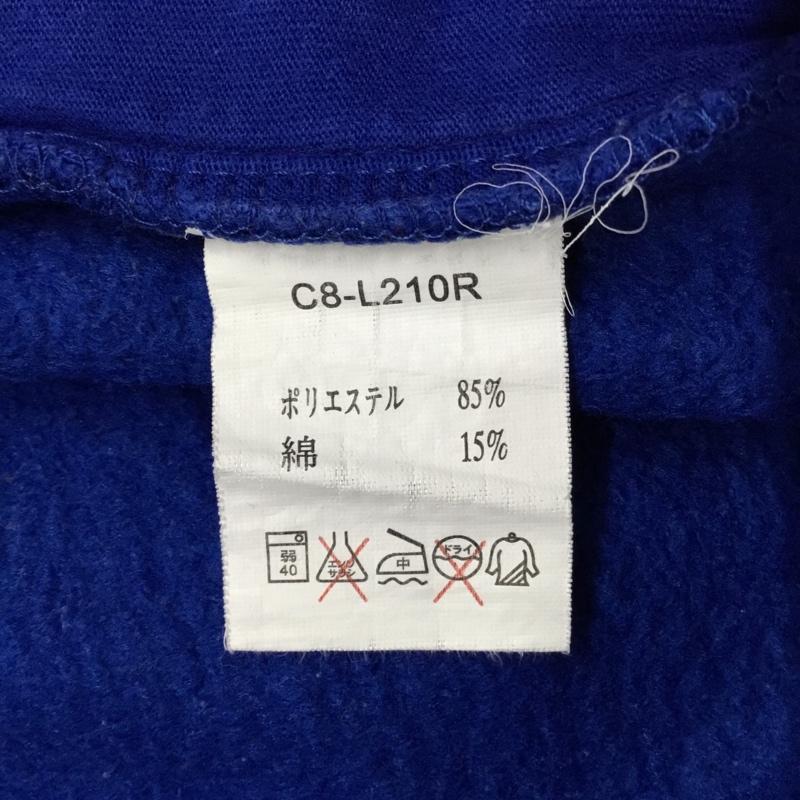 C8-L210R
ポリエステル 85%
綿 15%
弱 40
エンソ サラシ
中
ドライ